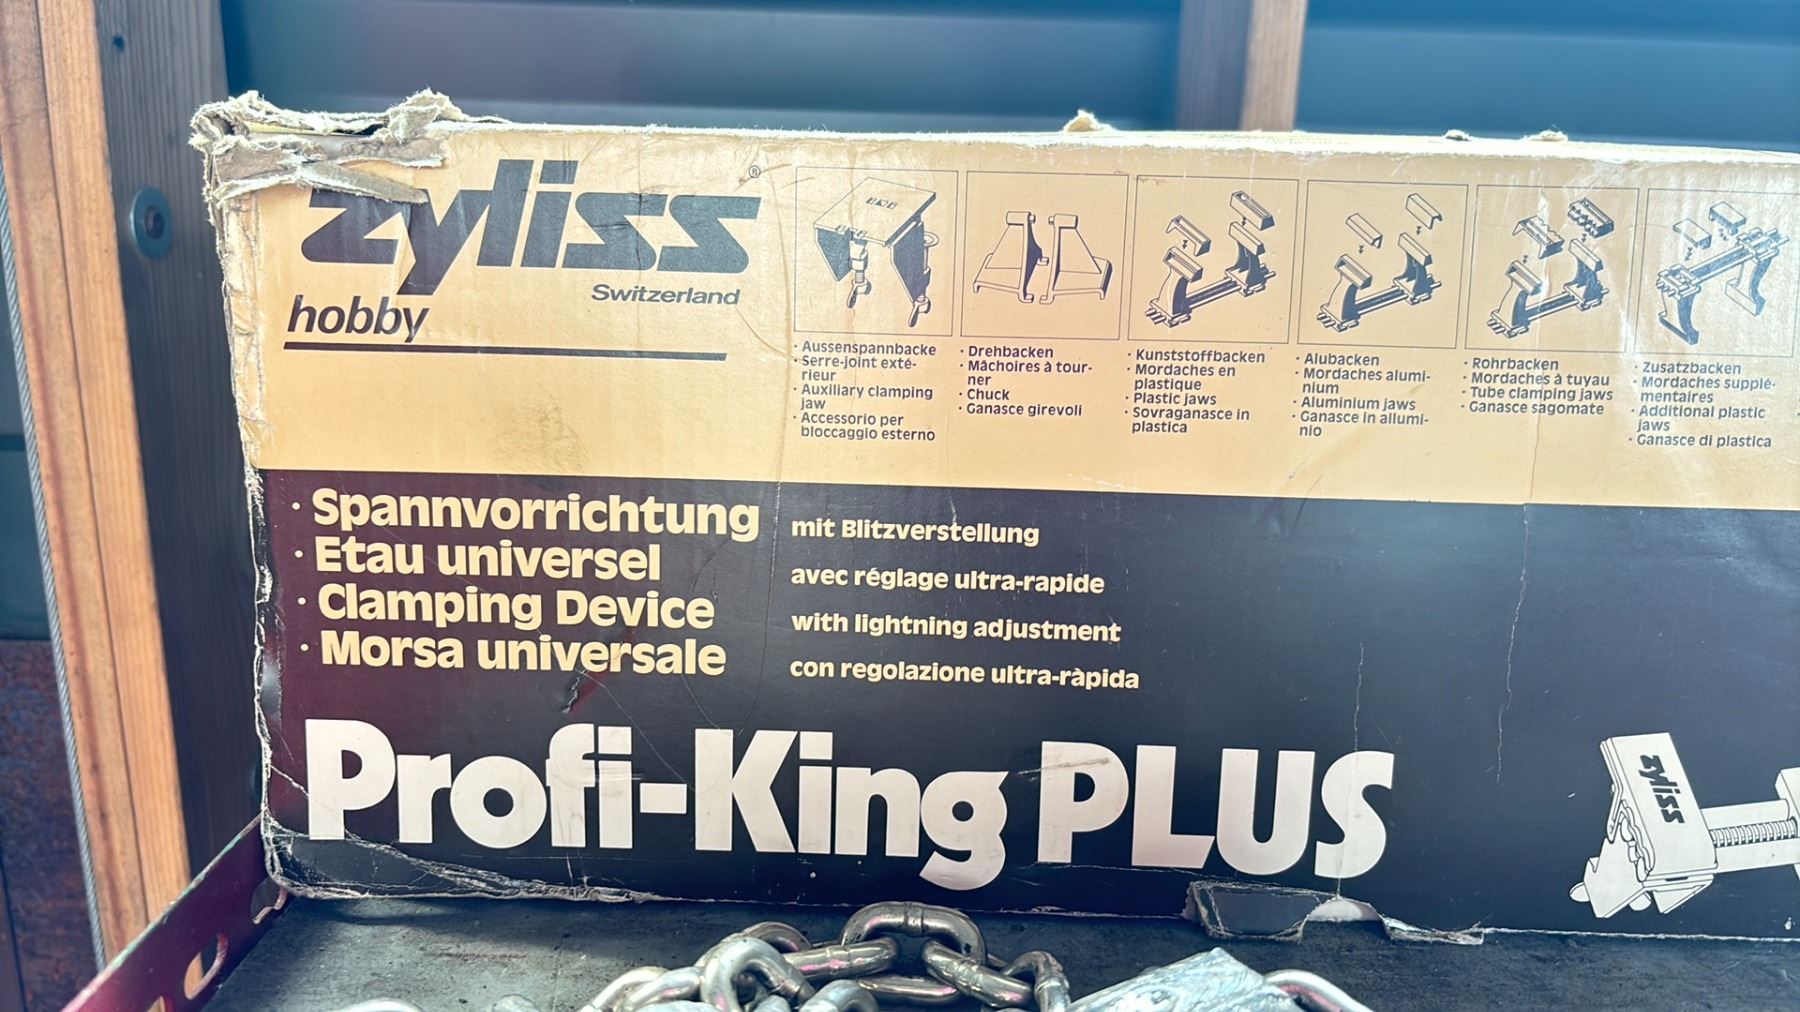 zyliss®
Switzerland
hobby
· Aussenspannbacke
· Serre-joint exté-
rieur
· Auxiliary clamping
jaw
· Accessorio per
bloccaggio esterno
· Drehbacken
· Mâchoires à tour-
ner
· Chuck
· Ganasce girevoli
· Kunststoffbacken
· Mordaches en
plastique
· Plastic jaws
· Sovraganasce in
plastica
· Alubacken
· Mordaches alumi-
nium
· Aluminium jaws
· Ganasce in allumi-
nio
· Rohrbacken
· Mordaches à tuyau
· Tube clamping jaws
· Ganasce sagomate
· Zusatzbacken
· Mordaches supplé-
mentaires
· Additional plastic
jaws
· Ganasce di plastica
· Spannvorrichtung mit Blitzverstellung
· Etau universel avec réglage ultra-rapide
· Clamping Device with lightning adjustment
· Morsa universale con regolazione ultra-ràpida
Profi-King PLUS
zyliss